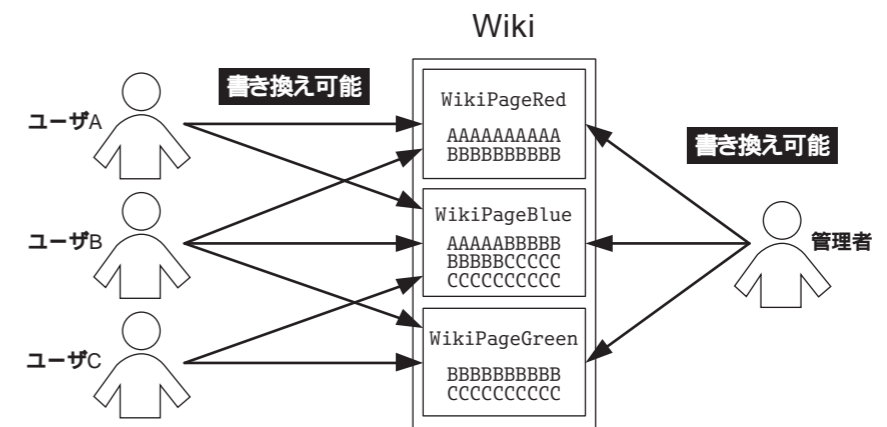 Wiki
書き換え可能
ユーザA
WikiPageRed
AAAAAAAAAA
BBBBBBBBBB
書き換え可能
ユーザB
WikiPageBlue
AAAAABBBBB
BBBBBCCCCC
CCCCCCCCCC
管理者
ユーザC
WikiPageGreen
BBBBBBBBBB
CCCCCCCCCC